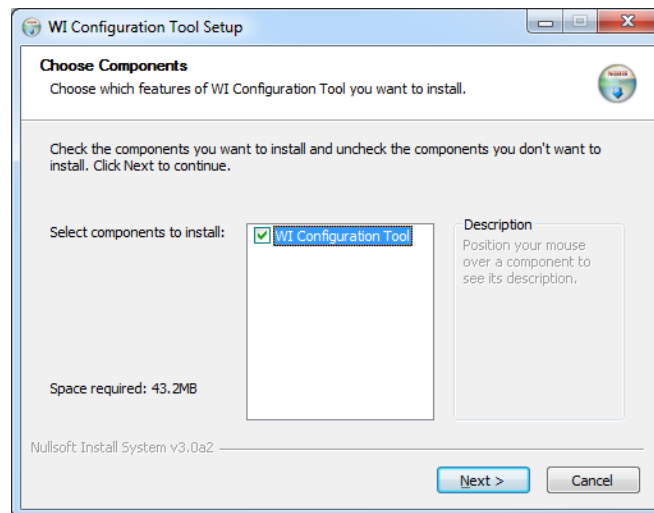 WI Configuration Tool Setup
Choose Components
Choose which features of WI Configuration Tool you want to install.
Check the components you want to install and uncheck the components you don't want to
install. Click Next to continue.
Select components to install:
WI Configuration Tool
Description
Position your mouse
over a component to
see its description.
Space required: 43.2MB
Nullsoft Install System v3.0a2
Next >
Cancel